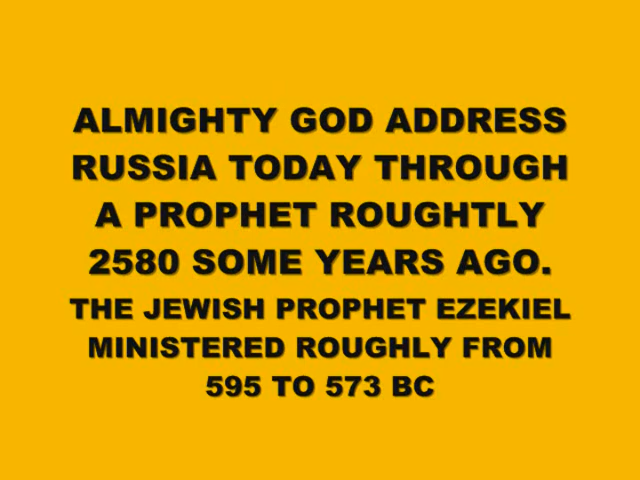 ALMIGHTY GOD ADDRESS
RUSSIA TODAY THROUGH
A PROPHET ROUGHTLY
2580 SOME YEARS AGO.
THE JEWISH PROPHET EZEKIEL
MINISTERED ROUGHLY FROM
595 TO 573 BC